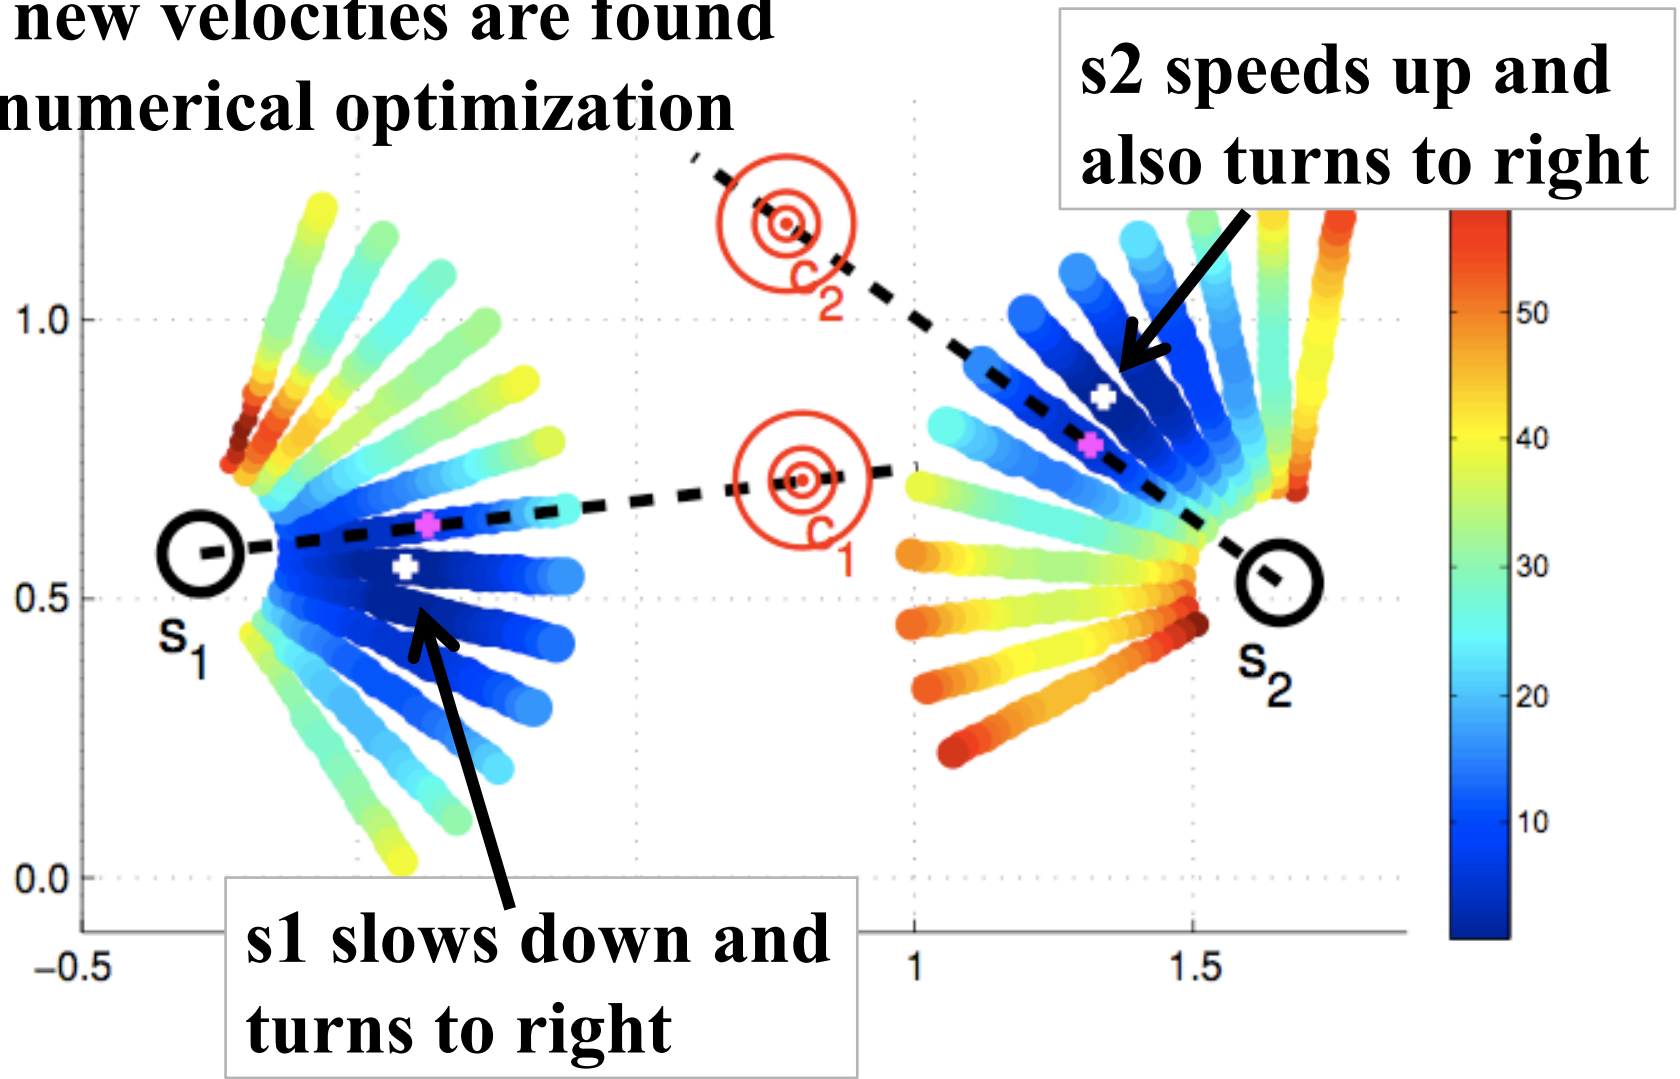 new velocities are found
numerical optimization
s2 speeds up and
also turns to right
C2
C1
1.0
0.5
0.0
S1
S2
50
40
30
20
10
s1 slows down and
turns to right
−0.5
1
1.5